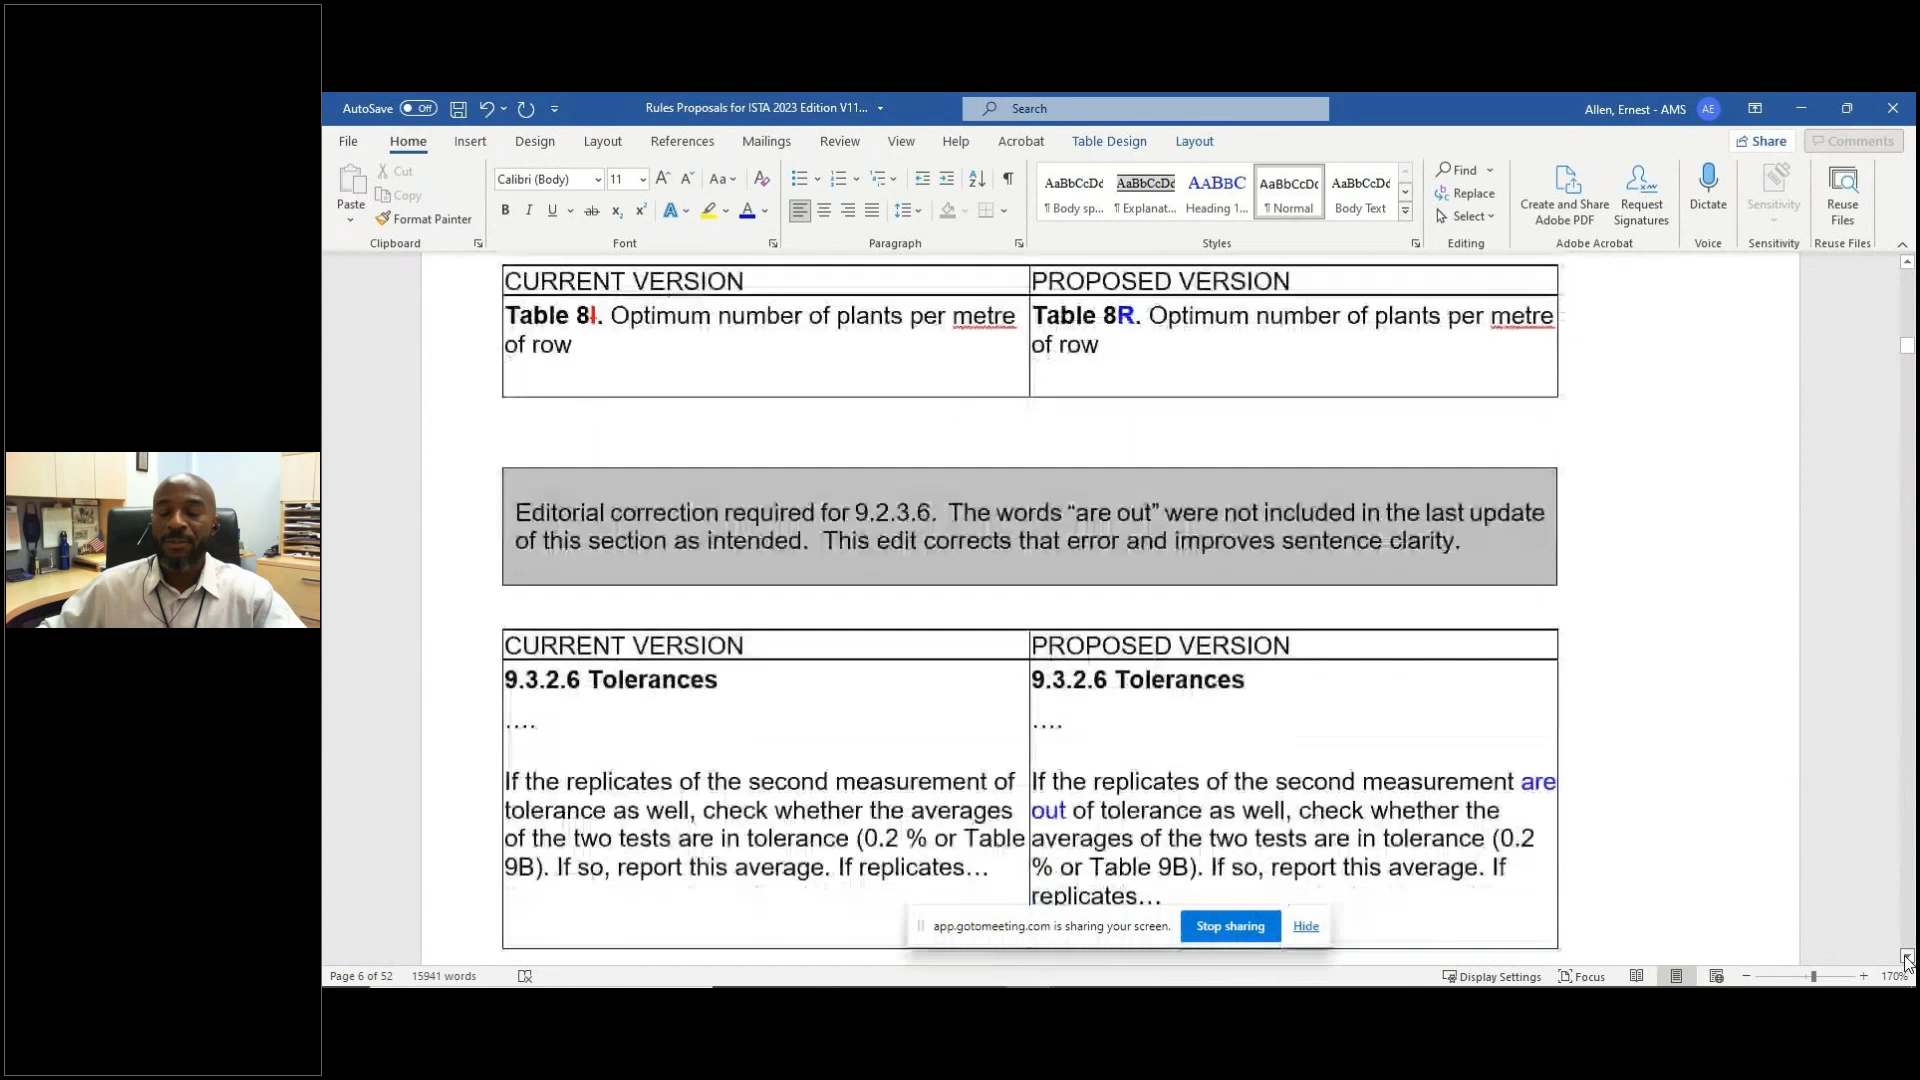 AutoSave Off
Rules Proposals for ISTA 2023 Edition V11...
Search
Allen, Ernest - AMS AE
File Home Insert Design Layout References Mailings Review View Help Acrobat Table Design Layout
Share Comments
Paste
Cut
Copy
Format Painter
Clipboard
Calibri (Body) 11 Aa
B I U ab x₂ x² A A
Font
Paragraph
AaBbCcDd AaBbCcDd AABBC AaBbCcDc AaBbCcDd
¶ Body sp... ¶ Explanat... Heading 1... ¶ Normal Body Text
Styles
Find
Replace
Select
Editing
Create and Share
Adobe PDF
Request
Signatures
Adobe Acrobat
Dictate
Voice
Sensitivity
Sensitivity
Reuse
Files
Reuse Files
CURRENT VERSION PROPOSED VERSION
Table 8I. Optimum number of plants per metre
of row
Table 8R. Optimum number of plants per metre
of row
Editorial correction required for 9.2.3.6. The words “are out” were not included in the last update
of this section as intended. This edit corrects that error and improves sentence clarity.
CURRENT VERSION PROPOSED VERSION
9.3.2.6 Tolerances
....
If the replicates of the second measurement of
tolerance as well, check whether the averages
of the two tests are in tolerance (0.2 % or Table
9B). If so, report this average. If replicates…
9.3.2.6 Tolerances
....
If the replicates of the second measurement are
out of tolerance as well, check whether the
averages of the two tests are in tolerance (0.2
% or Table 9B). If so, report this average. If
replicates…
app.gotomeeting.com is sharing your screen. Stop sharing Hide
Page 6 of 52 15941 words
Display Settings Focus 170%